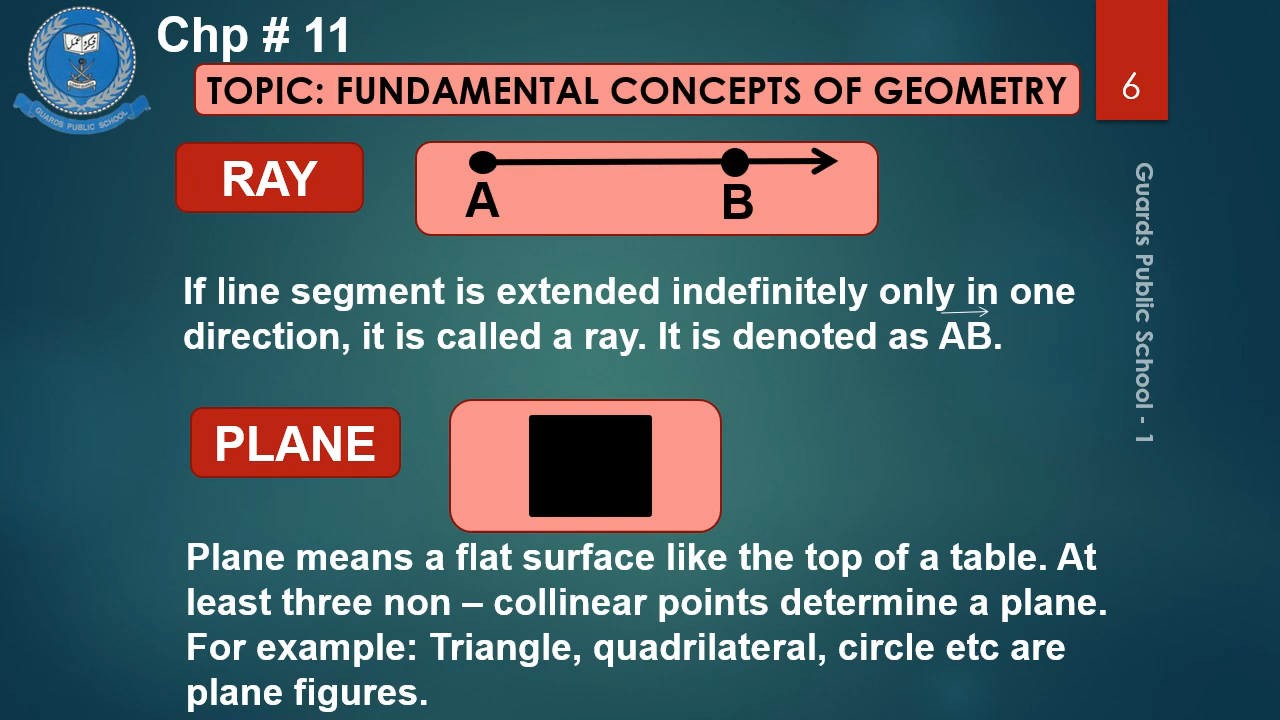 Chp # 11
TOPIC: FUNDAMENTAL CONCEPTS OF GEOMETRY
6
GUARDS PUBLIC SCHOOL
RAY
A B
If line segment is extended indefinitely only in one
direction, it is called a ray. It is denoted as AB.
PLANE
Plane means a flat surface like the top of a table. At
least three non – collinear points determine a plane.
For example: Triangle, quadrilateral, circle etc are
plane figures.
Guards Public School - 1